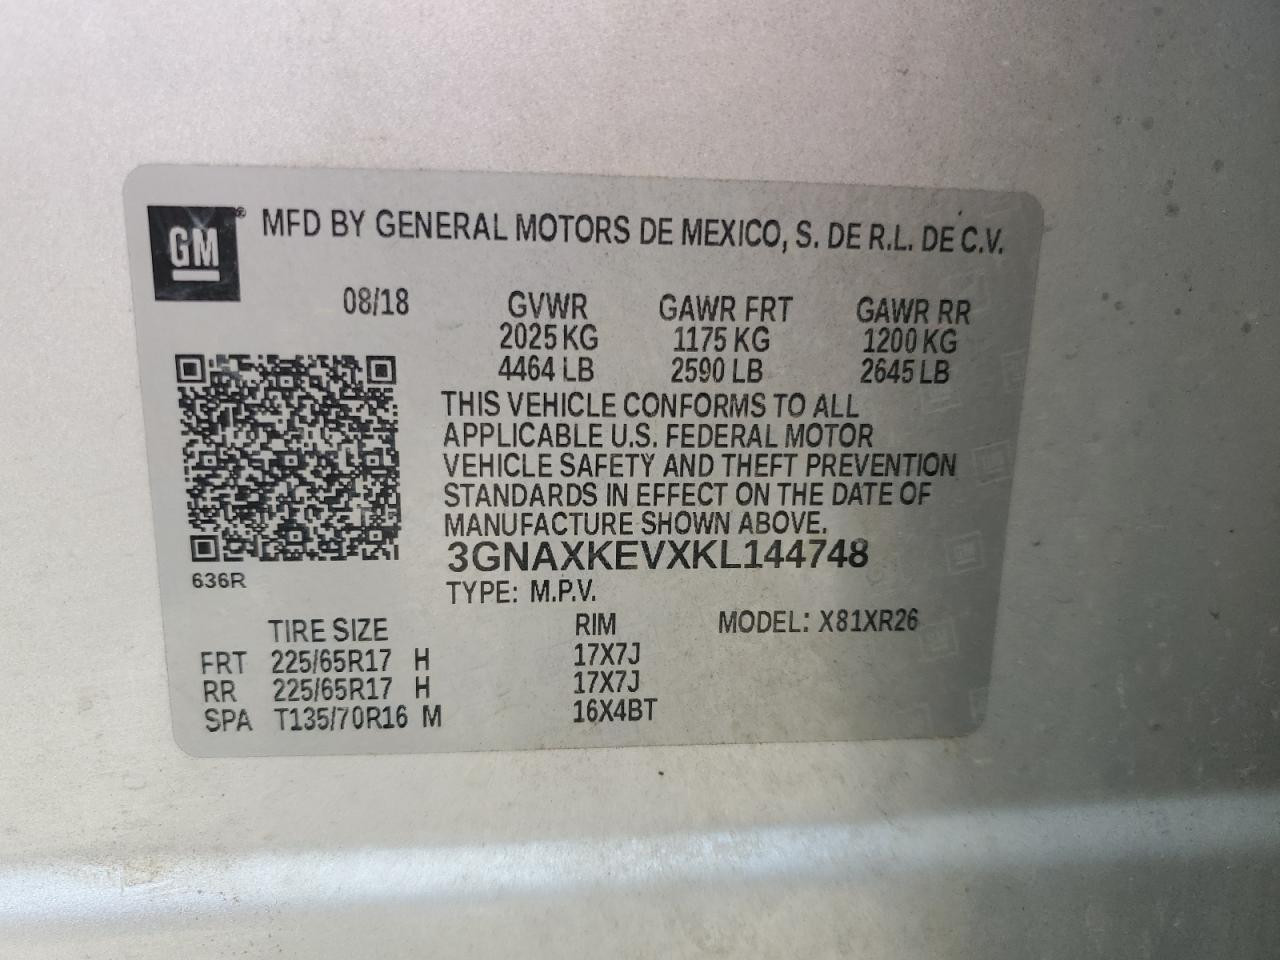 GM® MFD BY GENERAL MOTORS DE MEXICO, S. DE R.L. DE C.V.
08/18 GVWR GAWR FRT GAWR RR
2025 KG 1175 KG 1200 KG
4464 LB 2590 LB 2645 LB
THIS VEHICLE CONFORMS TO ALL
APPLICABLE U.S. FEDERAL MOTOR
VEHICLE SAFETY AND THEFT PREVENTION
STANDARDS IN EFFECT ON THE DATE OF
MANUFACTURE SHOWN ABOVE.
3GNAXKEVXKL144748
636R
TYPE: M.P.V.
TIRE SIZE RIM MODEL: X81XR26
FRT 225/65R17 H 17X7J
RR 225/65R17 H 17X7J
SPA T135/70R16 M 16X4BT